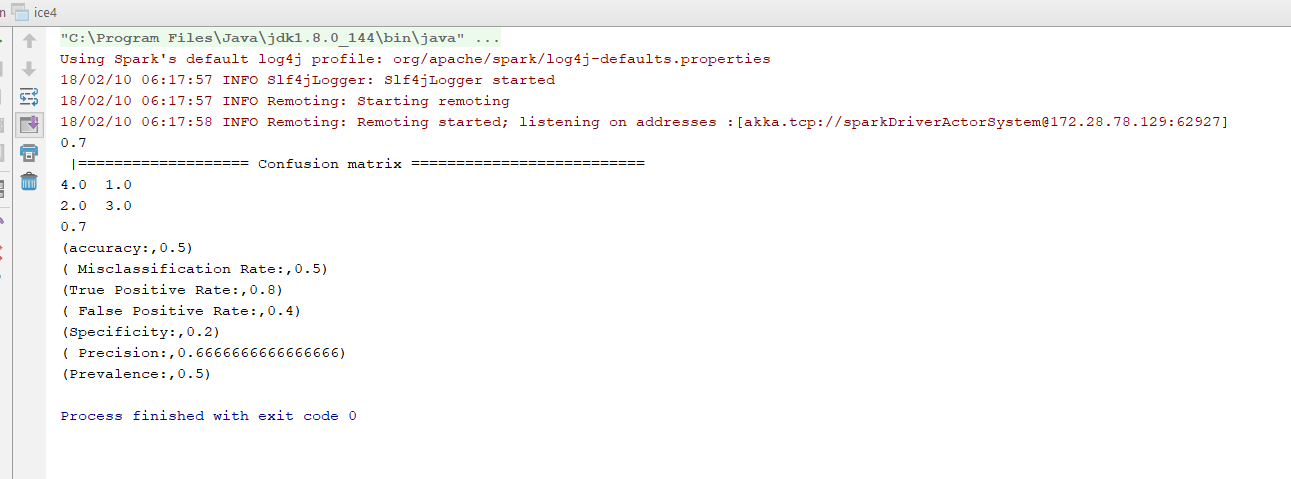 n ice4
"C:\Program Files\Java\jdk1.8.0_144\bin\java" ...
Using Spark's default log4j profile: org/apache/spark/log4j-defaults.properties
18/02/10 06:17:57 INFO Slf4jLogger: Slf4jLogger started
18/02/10 06:17:57 INFO Remoting: Starting remoting
18/02/10 06:17:58 INFO Remoting: Remoting started; listening on addresses :[akka.tcp://sparkDriverActorSystem@172.28.78.129:62927]
0.7
|=================== Confusion matrix ==========================
4.0  1.0
2.0  3.0
0.7
(accuracy:,0.5)
( Misclassification Rate:,0.5)
(True Positive Rate:,0.8)
( False Positive Rate:,0.4)
(Specificity:,0.2)
( Precision:,0.6666666666666666)
(Prevalence:,0.5)
Process finished with exit code 0